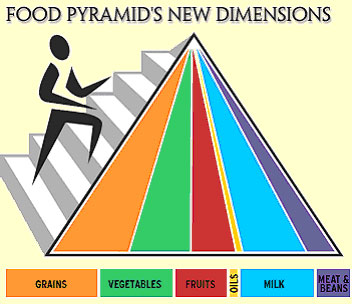 FOOD PYRAMID'S NEW DIMENSIONS
GRAINS
VEGETABLES
FRUITS
OILS
MILK
MEAT &
BEANS